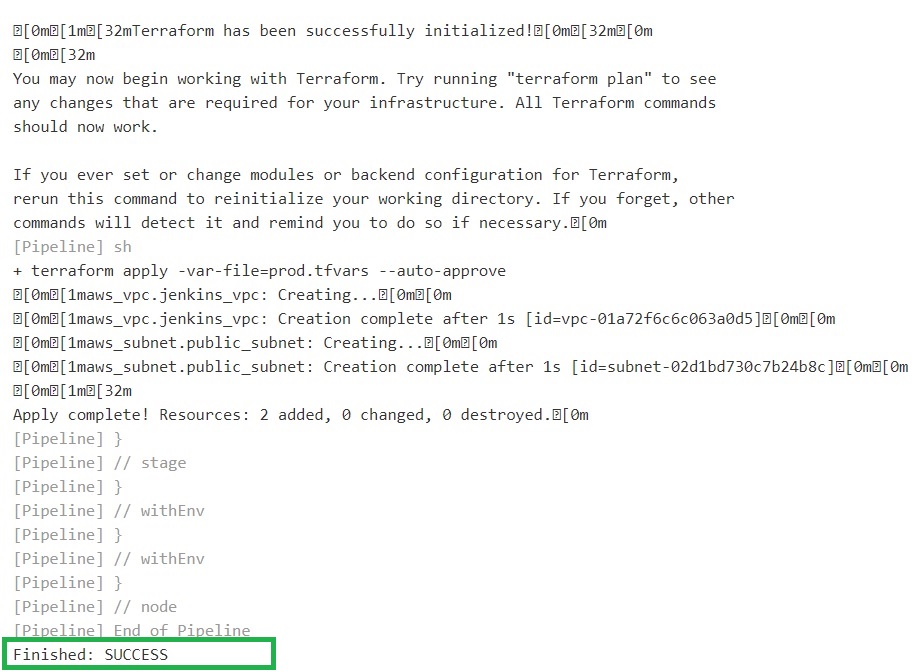 ␛[0m␛[1m␛[32mTerraform has been successfully initialized!␛[0m␛[32m␛[0m
␛[0m␛[32m
You may now begin working with Terraform. Try running "terraform plan" to see
any changes that are required for your infrastructure. All Terraform commands
should now work.

If you ever set or change modules or backend configuration for Terraform,
rerun this command to reinitialize your working directory. If you forget, other
commands will detect it and remind you to do so if necessary.␛[0m
[Pipeline] sh
+ terraform apply -var-file=prod.tfvars --auto-approve
␛[0m␛[1maws_vpc.jenkins_vpc: Creating...␛[0m␛[0m
␛[0m␛[1maws_vpc.jenkins_vpc: Creation complete after 1s [id=vpc-01a72f6c6c063a0d5]␛[0m␛[0m
␛[0m␛[1maws_subnet.public_subnet: Creating...␛[0m␛[0m
␛[0m␛[1maws_subnet.public_subnet: Creation complete after 1s [id=subnet-02d1bd730c7b24b8c]␛[0m␛[0m
␛[0m␛[1m␛[32m
Apply complete! Resources: 2 added, 0 changed, 0 destroyed.␛[0m
[Pipeline] }
[Pipeline] // stage
[Pipeline] }
[Pipeline] // withEnv
[Pipeline] }
[Pipeline] // withEnv
[Pipeline] }
[Pipeline] // node
[Pipeline] End of Pipeline
Finished: SUCCESS